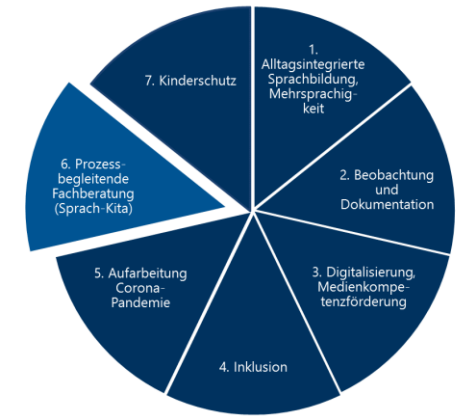 1.
Alltagsintegrierte
Sprachbildung,
Mehrsprachig-
keit
2. Beobachtung
und
Dokumentation
3. Digitalisierung,
Medienkompe-
tenzförderung
4. Inklusion
5. Aufarbeitung
Corona-
Pandemie
6. Prozess-
begleitende
Fachberatung
(Sprach-Kita)
7. Kinderschutz